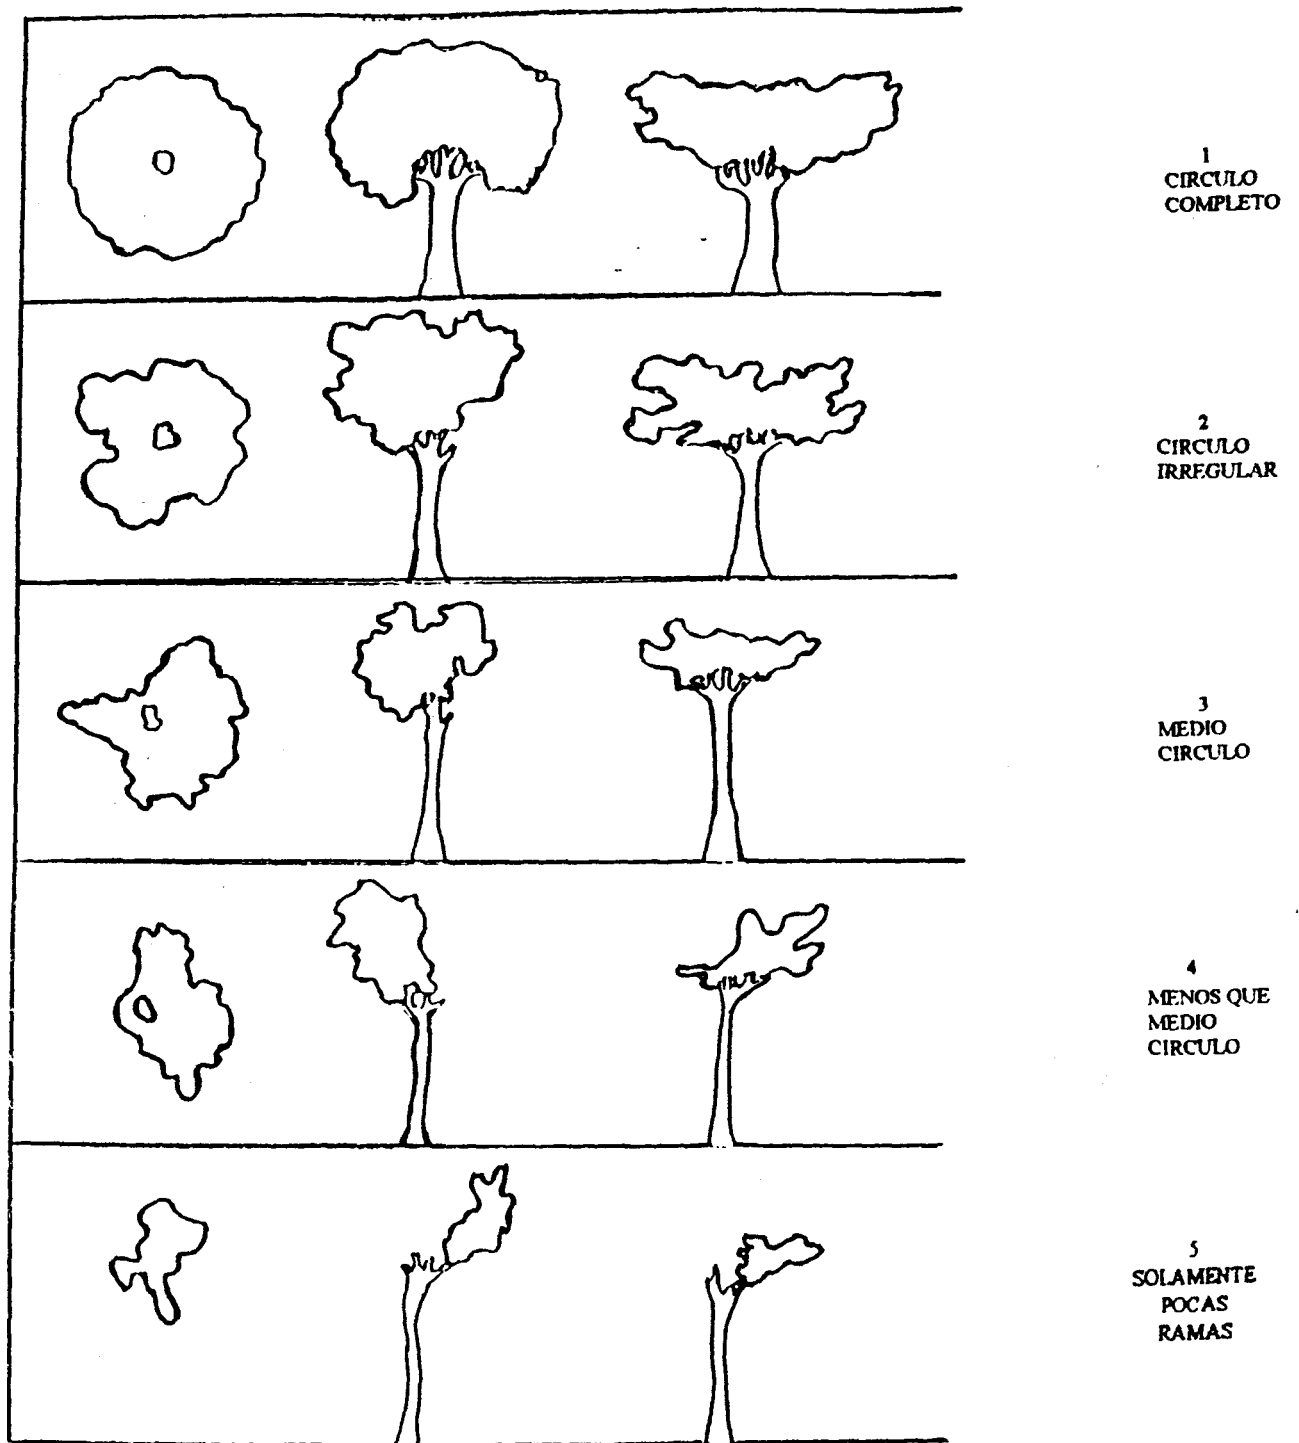 1
CIRCULO
COMPLETO
2
CIRCULO
IRREGULAR
3
MEDIO
CIRCULO
4
MENOS QUE
MEDIO
CIRCULO
5
SOLAMENTE
POCAS
RAMAS